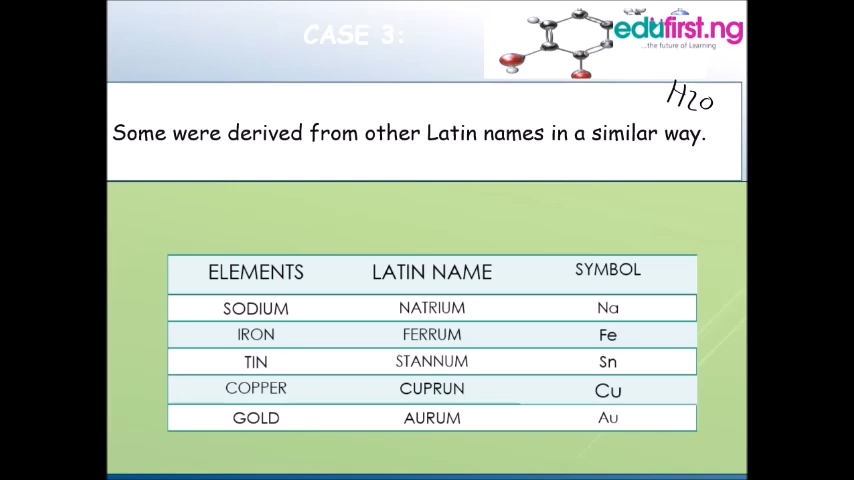 CASE 3:
edufirst.ng
...the future of Learning
H2O
Some were derived from other Latin names in a similar way.
ELEMENTS LATIN NAME SYMBOL
SODIUM NATRIUM Na
IRON FERRUM Fe
TIN STANNUM Sn
COPPER CUPRUN Cu
GOLD AURUM Au